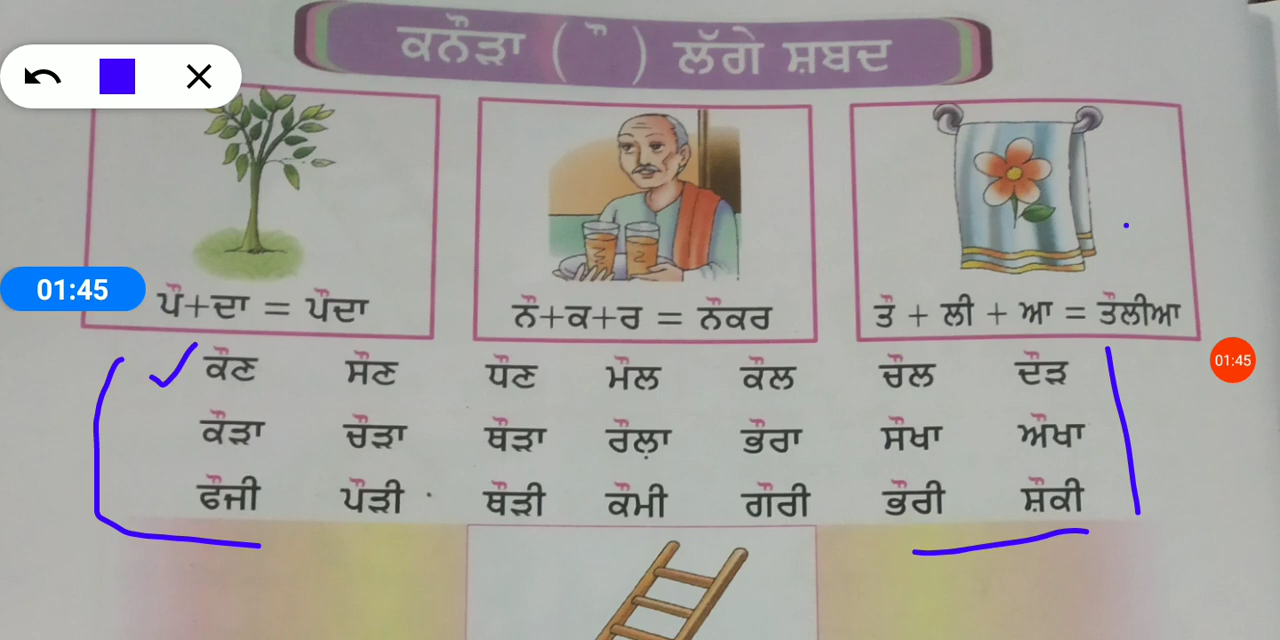 ਕਨੌੜਾ ( ੌ ) ਲੱਗੇ ਸ਼ਬਦ
ਪੌ+ਦਾ = ਪੌਦਾ
ਨੌ+ਕ+ਰ = ਨੌਕਰ
ਤੌ + ਲੀ + ਆ = ਤੌਲੀਆ
01:45
01:45
ਕੌਣ ਸੌਣ ਧੌਣ ਮੌਲ ਕੌਲ ਚੌਲ ਦੌੜ
ਕੌੜਾ ਚੌੜਾ ਥੌੜਾ ਰੌਲ਼ਾ ਭੌਰਾ ਸੌਖਾ ਔਖਾ
ਫੌਜੀ ਪੌੜੀ ਥੌੜੀ ਕੌਮੀ ਗੌਰੀ ਭੌਰੀ ਸ਼ੌਕੀ